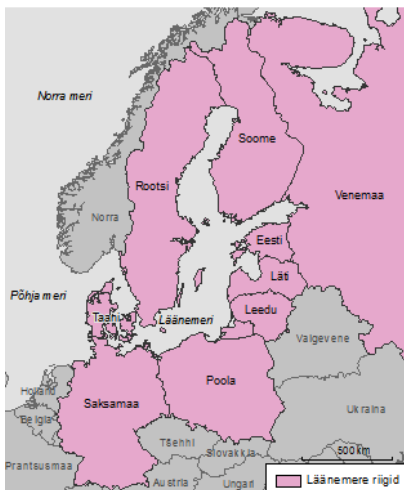 Norra meri
Soome
Rootsi
Venemaa
Norra
Eesti
Põhja meri
Läti
Taani
Läänemeri
Leedu
Valgevene
Holland
Poola
Saksamaa
Belgia
Ukraina
Tšehhi
Slovakkia
Prantsusmaa
500 km
Austria
Ungari
Läänemere riigid